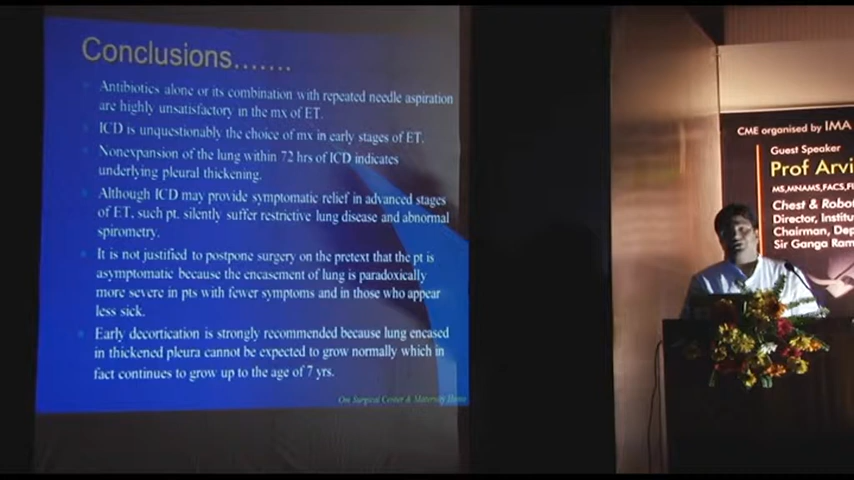 Conclusions.......
Antibiotics alone or its combination with repeated needle aspiration
are highly unsatisfactory in the mx of ET.
ICD is unquestionably the choice of mx in early stages of ET.
Nonexpansion of the lung within 72 hrs of ICD indicates
underlying pleural thickening.
Although ICD may provide symptomatic relief in advanced stages
of ET, such pt. silently suffer restrictive lung disease and abnormal
spirometry.
It is not justified to postpone surgery on the pretext that the pt is
asymptomatic because the encasement of lung is paradoxically
more severe in pts with fewer symptoms and in those who appear
less sick.
Early decortication is strongly recommended because lung encased
in thickened pleura cannot be expected to grow normally which in
fact continues to grow up to the age of 7 yrs.
Om Surgical Center & Maternity Home
CME organised by IMA
Guest Speaker
Prof Arvi
MS,MNAMS,FACS,FI
Chest & Robo
Director, Institu
Chairman, Dep
Sir Ganga Ram